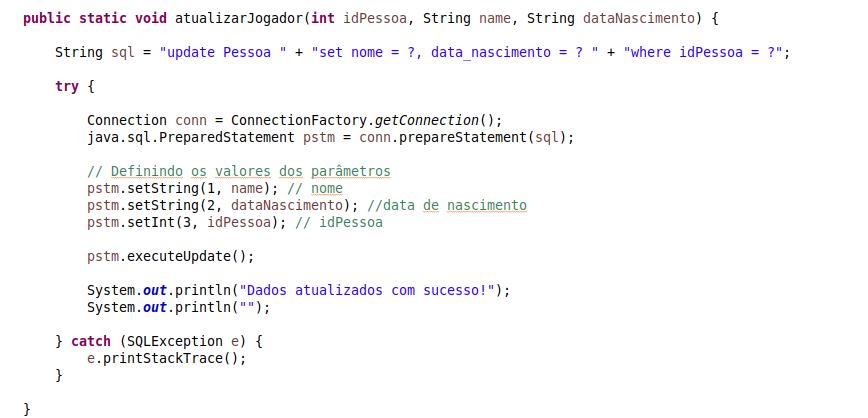 public static void atualizarJogador(int idPessoa, String name, String dataNascimento) {
String sql = "update Pessoa " + "set nome = ?, data_nascimento = ? " + "where idPessoa = ?";
try {
Connection conn = ConnectionFactory.getConnection();
java.sql.PreparedStatement pstm = conn.prepareStatement(sql);
// Definindo os valores dos parâmetros
pstm.setString(1, name); // nome
pstm.setString(2, dataNascimento); //data de nascimento
pstm.setInt(3, idPessoa); // idPessoa
pstm.executeUpdate();
System.out.println("Dados atualizados com sucesso!");
System.out.println("");
} catch (SQLException e) {
e.printStackTrace();
}
}